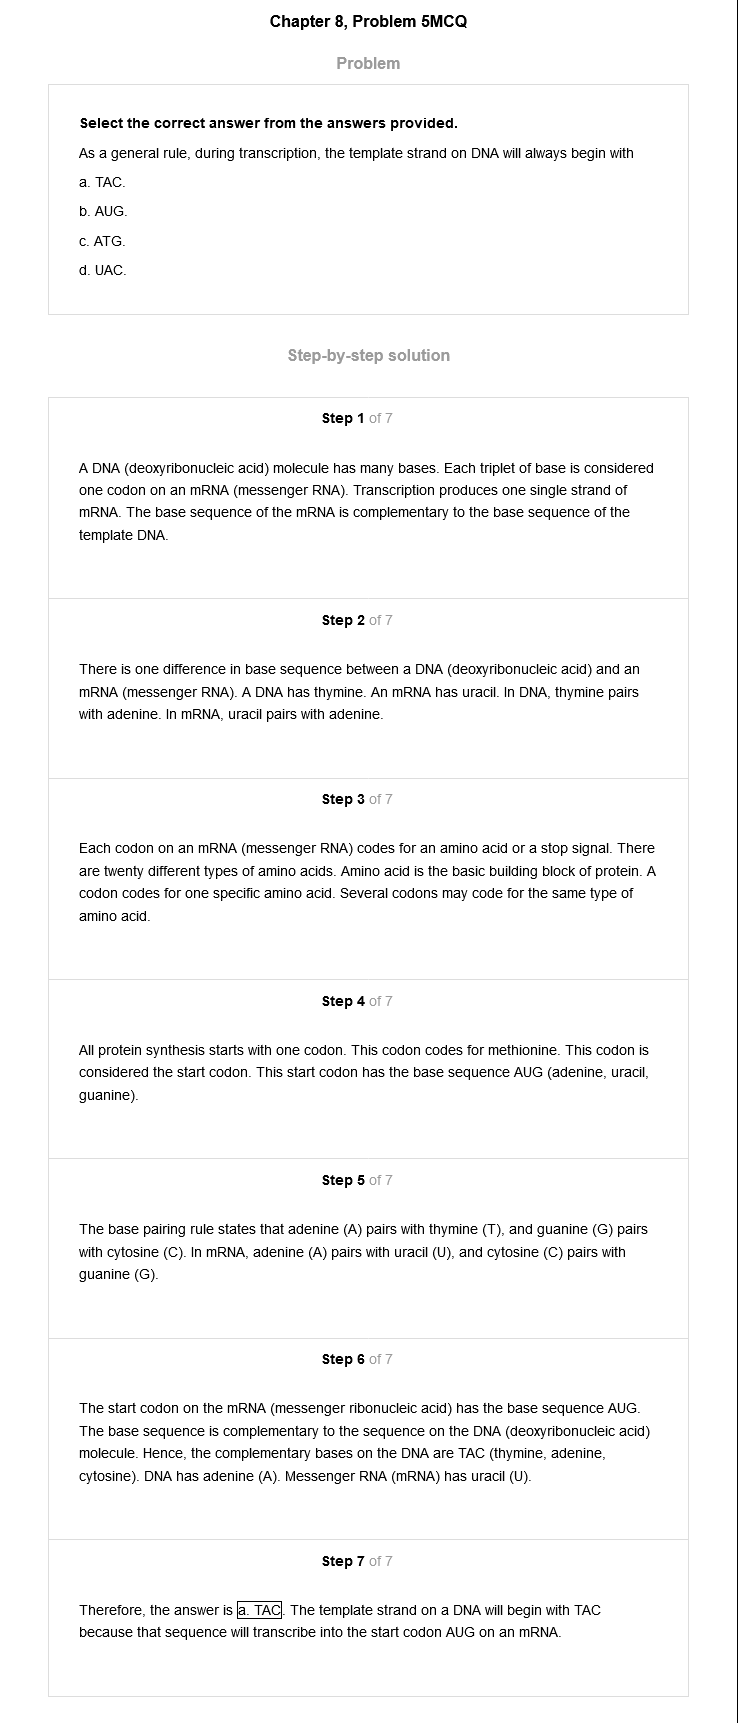 Chapter 8, Problem 5MCQ
Problem
Select the correct answer from the answers provided.
As a general rule, during transcription, the template strand on DNA will always begin with
a. TAC.
b. AUG.
c. ATG.
d. UAC.
Step-by-step solution
Step 1 of 7
A DNA (deoxyribonucleic acid) molecule has many bases. Each triplet of base is considered
one codon on an mRNA (messenger RNA). Transcription produces one single strand of
mRNA. The base sequence of the mRNA is complementary to the base sequence of the
template DNA.
Step 2 of 7
There is one difference in base sequence between a DNA (deoxyribonucleic acid) and an
mRNA (messenger RNA). A DNA has thymine. An mRNA has uracil. In DNA, thymine pairs
with adenine. In mRNA, uracil pairs with adenine.
Step 3 of 7
Each codon on an mRNA (messenger RNA) codes for an amino acid or a stop signal. There
are twenty different types of amino acids. Amino acid is the basic building block of protein. A
codon codes for one specific amino acid. Several codons may code for the same type of
amino acid.
Step 4 of 7
All protein synthesis starts with one codon. This codon codes for methionine. This codon is
considered the start codon. This start codon has the base sequence AUG (adenine, uracil,
guanine).
Step 5 of 7
The base pairing rule states that adenine (A) pairs with thymine (T), and guanine (G) pairs
with cytosine (C). In mRNA, adenine (A) pairs with uracil (U), and cytosine (C) pairs with
guanine (G).
Step 6 of 7
The start codon on the mRNA (messenger ribonucleic acid) has the base sequence AUG.
The base sequence is complementary to the sequence on the DNA (deoxyribonucleic acid)
molecule. Hence, the complementary bases on the DNA are TAC (thymine, adenine,
cytosine). DNA has adenine (A). Messenger RNA (mRNA) has uracil (U).
Step 7 of 7
Therefore, the answer is a. TAC. The template strand on a DNA will begin with TAC
because that sequence will transcribe into the start codon AUG on an mRNA.